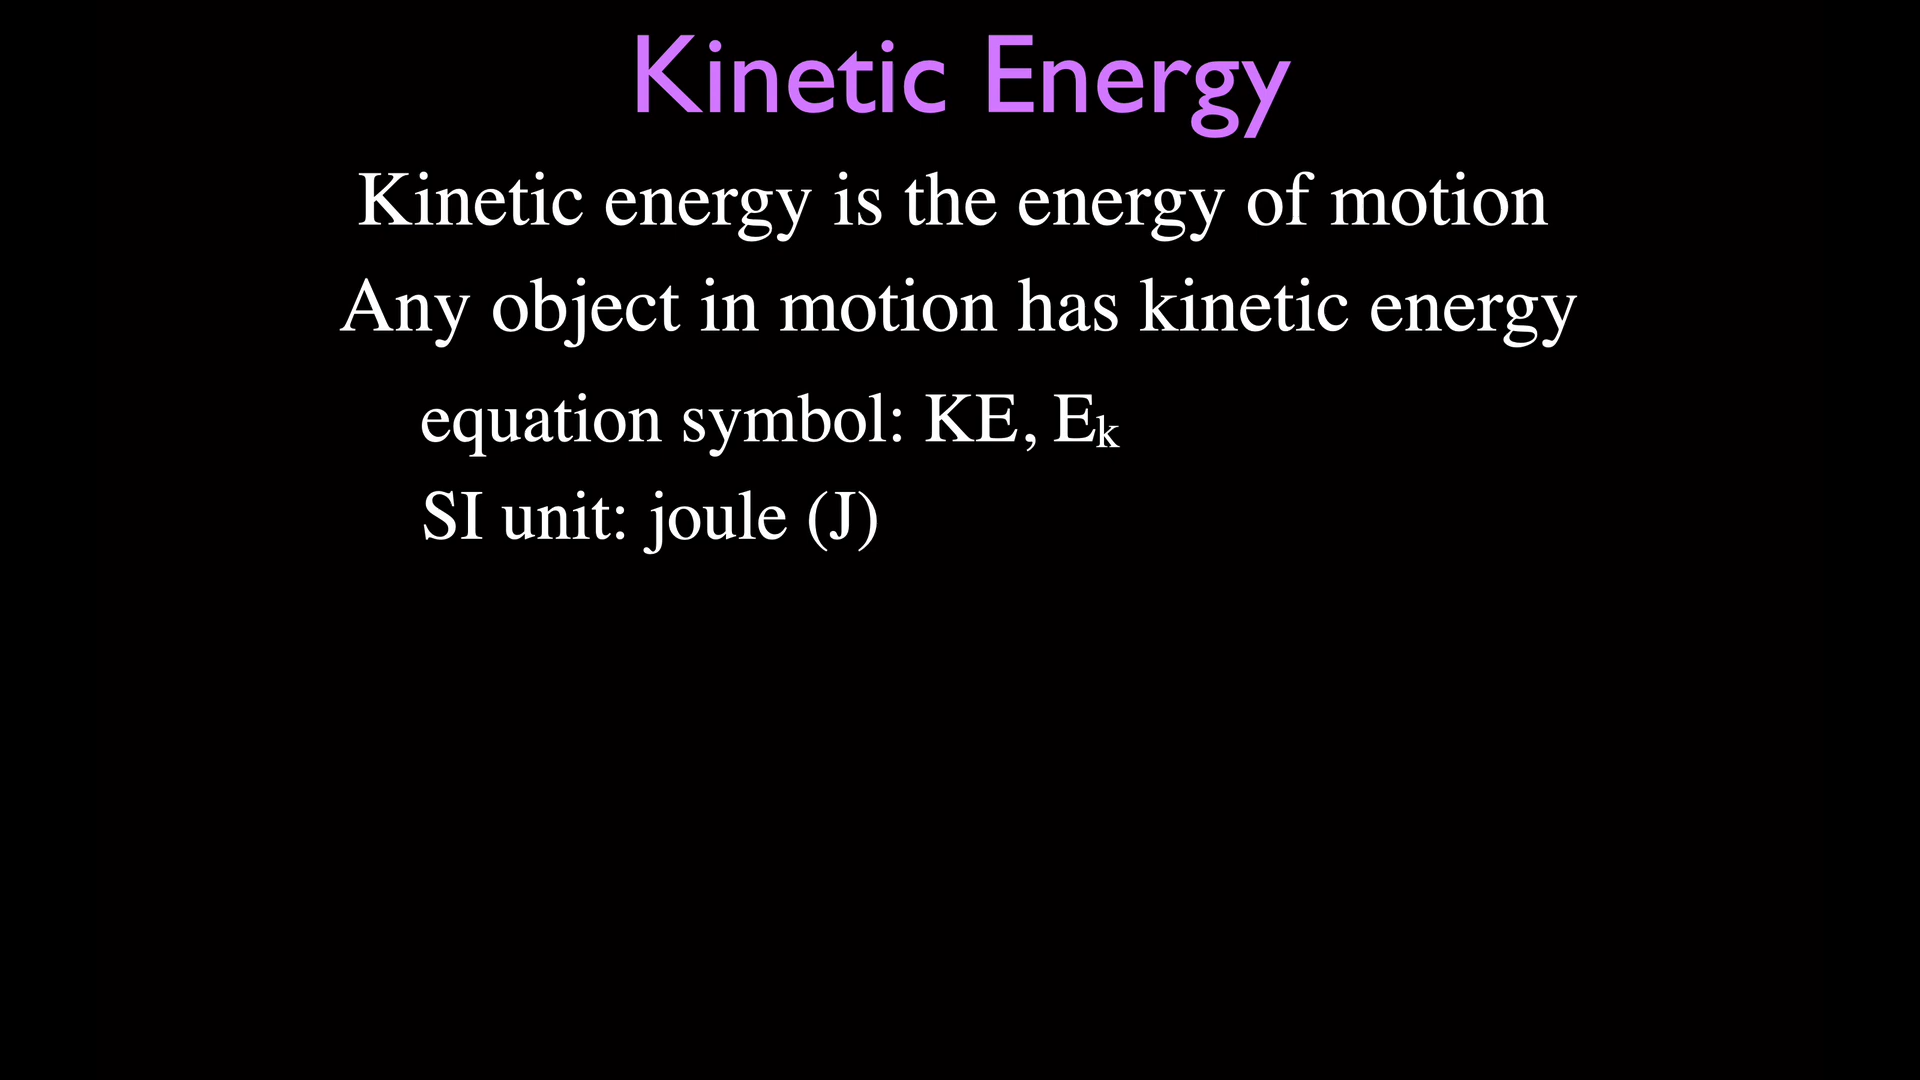 Kinetic Energy
Kinetic energy is the energy of motion
Any object in motion has kinetic energy
equation symbol: KE, Eₖ
SI unit: joule (J)